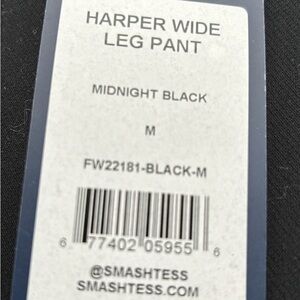 HARPER WIDE
LEG PANT
MIDNIGHT BLACK
M
FW22181-BLACK-M
6 77402 05955 6
@SMASHTESS
SMASHTESS.COM